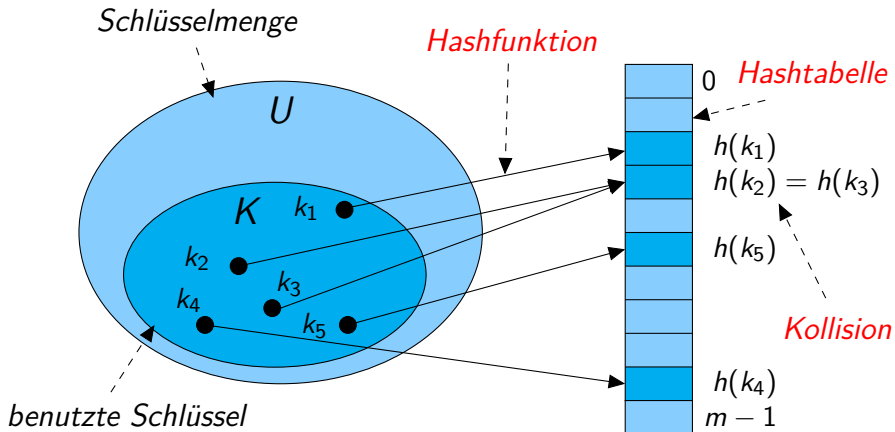 Schlüsselmenge
Hashfunktion
U
0
Hashtabelle
K
k₁
h(k₁)
h(k₂) = h(k₃)
k₂
h(k₅)
k₃
k₄
k₅
Kollision
h(k₄)
benutzte Schlüssel
m − 1